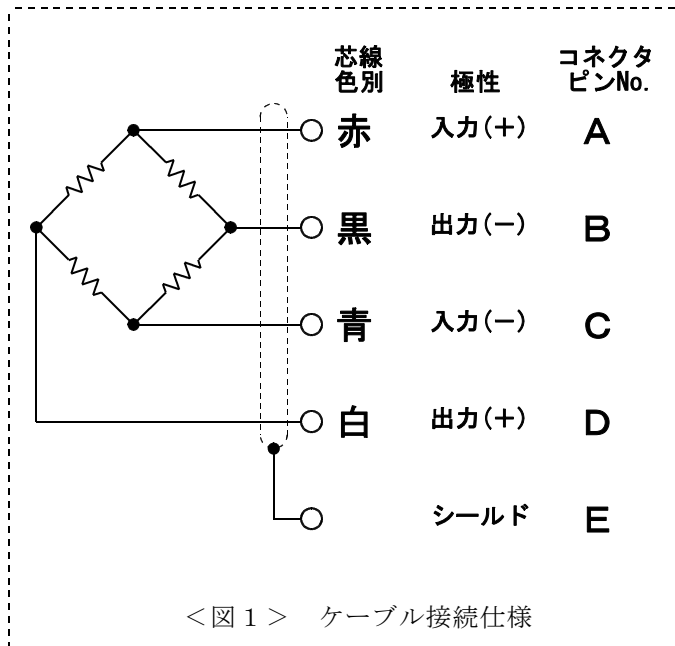 芯線 コネクタ
色別 極性 ピンNo.
赤 入力(+) A
黒 出力(-) B
青 入力(-) C
白 出力(+) D
シールド E
<図1> ケーブル接続仕様